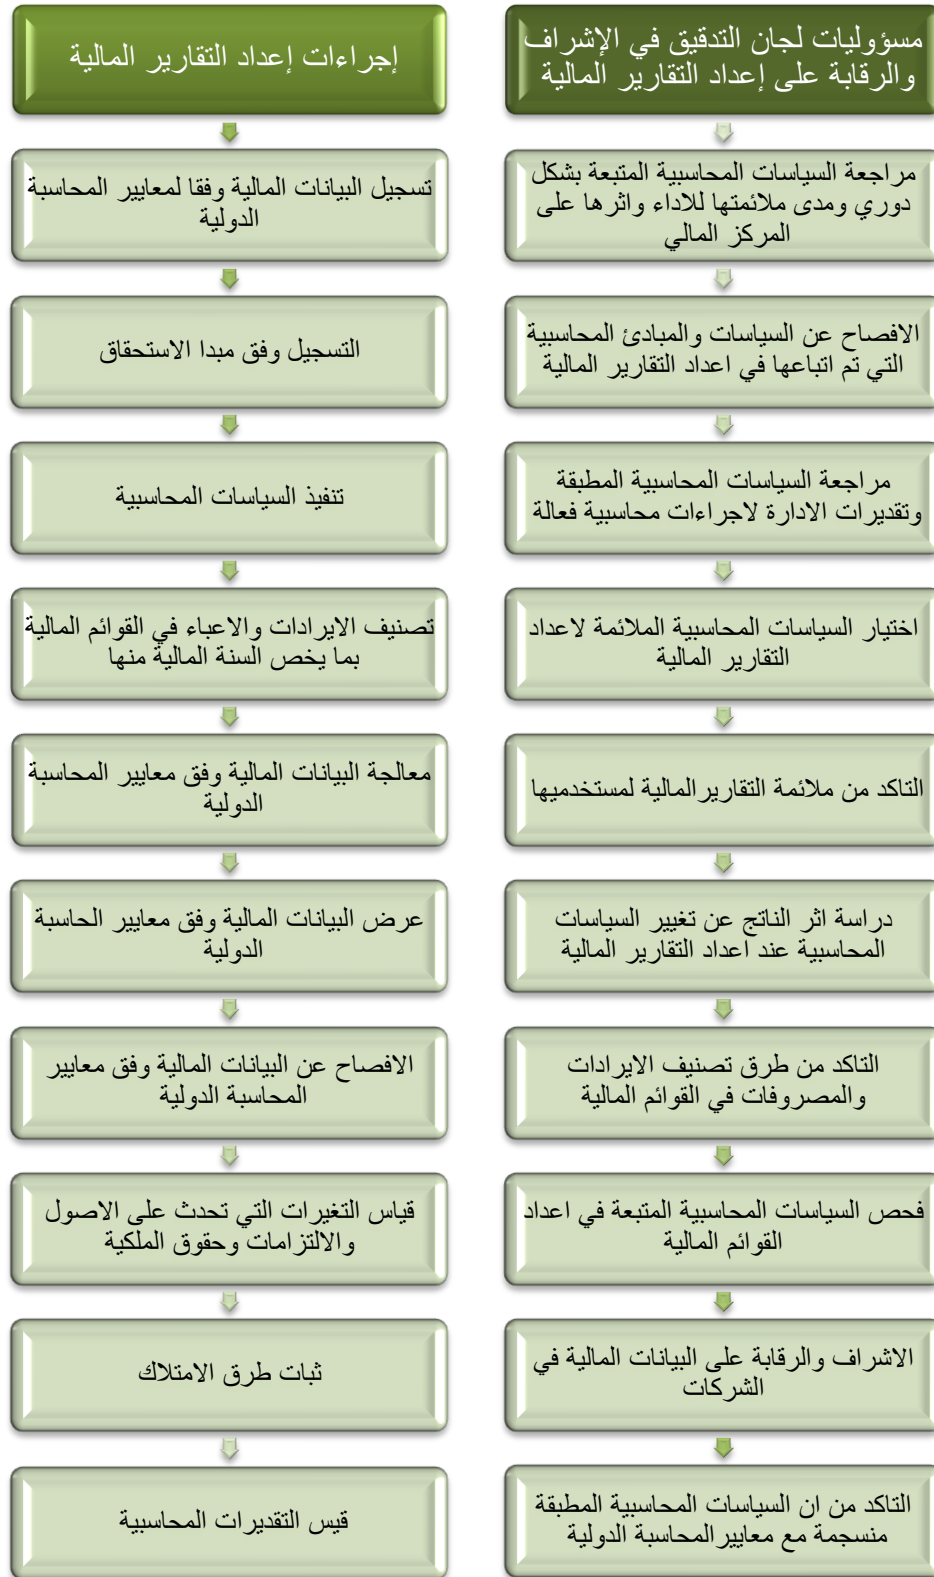 مسؤوليات لجان التدقيق في الإشراف
والرقابة على إعداد التقارير المالية
مراجعة السياسات المحاسبية المتبعة بشكل
دوري ومدى ملائمتها للاداء واثرها على
المركز المالي
الافصاح عن السياسات والمبادئ المحاسبية
التي تم اتباعها في اعداد التقارير المالية
مراجعة السياسات المحاسبية المطبقة
وتقديرات الادارة لاجراءات محاسبية فعالة
اختيار السياسات المحاسبية الملائمة لاعداد
التقارير المالية
التاكد من ملائمة التقاريرالمالية لمستخدميها
دراسة اثر الناتج عن تغيير السياسات
المحاسبية عند اعداد التقارير المالية
التاكد من طرق تصنيف الايرادات
والمصروفات في القوائم المالية
فحص السياسات المحاسبية المتبعة في اعداد
القوائم المالية
الاشراف والرقابة على البيانات المالية في
الشركات
التاكد من ان السياسات المحاسبية المطبقة
منسجمة مع معاييرالمحاسبة الدولية
إجراءات إعداد التقارير المالية
تسجيل البيانات المالية وفقا لمعايير المحاسبة
الدولية
التسجيل وفق مبدا الاستحقاق
تنفيذ السياسات المحاسبية
تصنيف الايرادات والاعباء في القوائم المالية
بما يخص السنة المالية منها
معالجة البيانات المالية وفق معايير المحاسبة
الدولية
عرض البيانات المالية وفق معايير الحاسبة
الدولية
الافصاح عن البيانات المالية وفق معايير
المحاسبة الدولية
قياس التغيرات التي تحدث على الاصول
والالتزامات وحقوق الملكية
ثبات طرق الامتلاك
قيس التقديرات المحاسبية